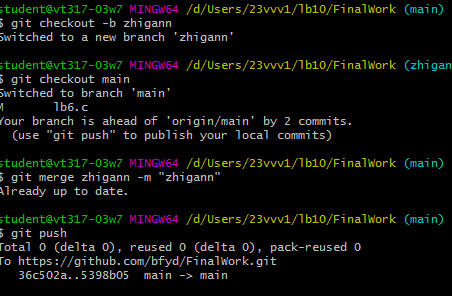 student@vt317-03w7 MINGW64 /d/Users/23vvv1/lb10/FinalWork (main)
$ git checkout -b zhigann
Switched to a new branch 'zhigann'
student@vt317-03w7 MINGW64 /d/Users/23vvv1/lb10/FinalWork (zhigan
$ git checkout main
Switched to branch 'main'
M       lb6.c
Your branch is ahead of 'origin/main' by 2 commits.
  (use "git push" to publish your local commits)
student@vt317-03w7 MINGW64 /d/Users/23vvv1/lb10/FinalWork (main)
$ git merge zhigann -m "zhigann"
Already up to date.
student@vt317-03w7 MINGW64 /d/Users/23vvv1/lb10/FinalWork (main)
$ git push
Total 0 (delta 0), reused 0 (delta 0), pack-reused 0
To https://github.com/bfyd/FinalWork.git
   36c502a..5398b05  main -> main